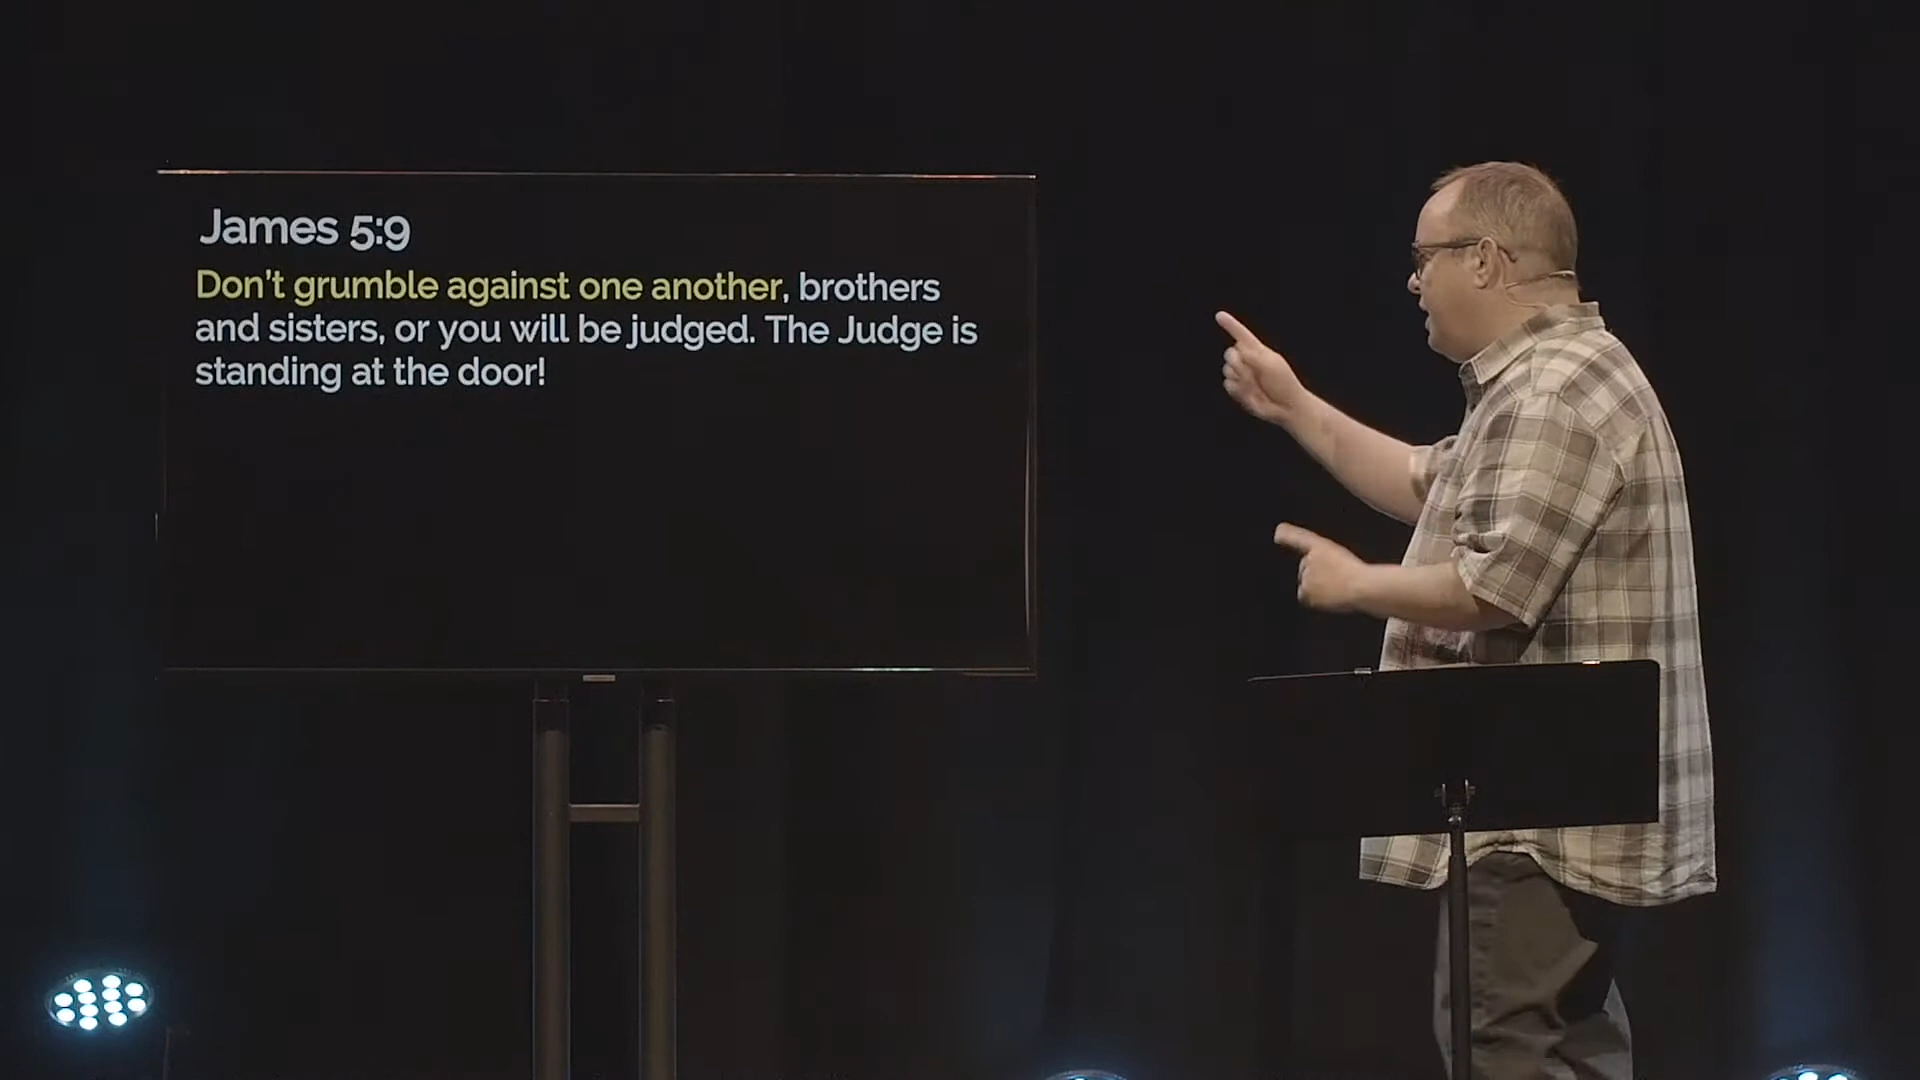 James 5:9
Don't grumble against one another, brothers
and sisters, or you will be judged. The Judge is
standing at the door!